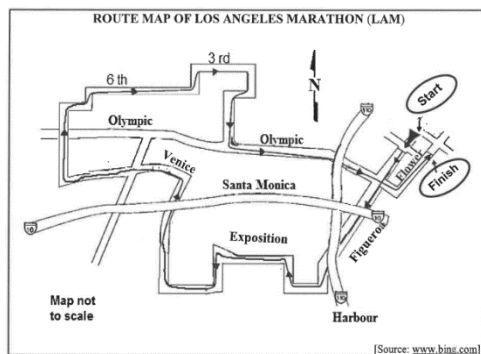 ROUTE MAP OF LOS ANGELES MARATHON (LAM)
3 rd
6 th
N
Start
Olympic
Olympic
Venice
Flower
Finish
Santa Monica
Figueroa
Exposition
Map not
to scale
Harbour
[Source: www.bing.com]